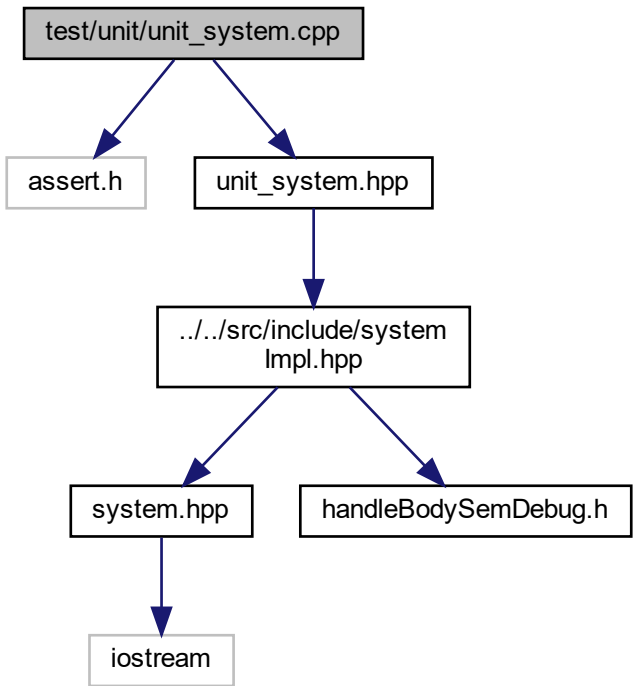 test/unit/unit_system.cpp
assert.h
unit_system.hpp
../../src/include/system
Impl.hpp
system.hpp
handleBodySemDebug.h
iostream